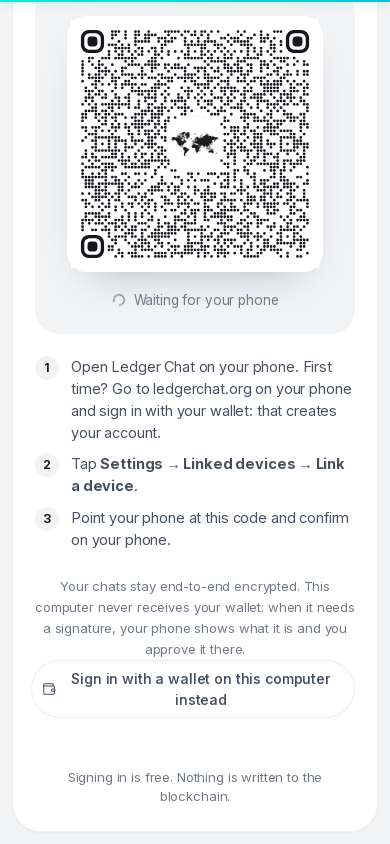 Waiting for your phone
1 Open Ledger Chat on your phone. First
time? Go to ledgerchat.org on your phone
and sign in with your wallet: that creates
your account.
2 Tap Settings → Linked devices → Link
a device.
3 Point your phone at this code and confirm
on your phone.
Your chats stay end-to-end encrypted. This
computer never receives your wallet: when it needs
a signature, your phone shows what it is and you
approve it there.
Sign in with a wallet on this computer
instead
Signing in is free. Nothing is written to the
blockchain.